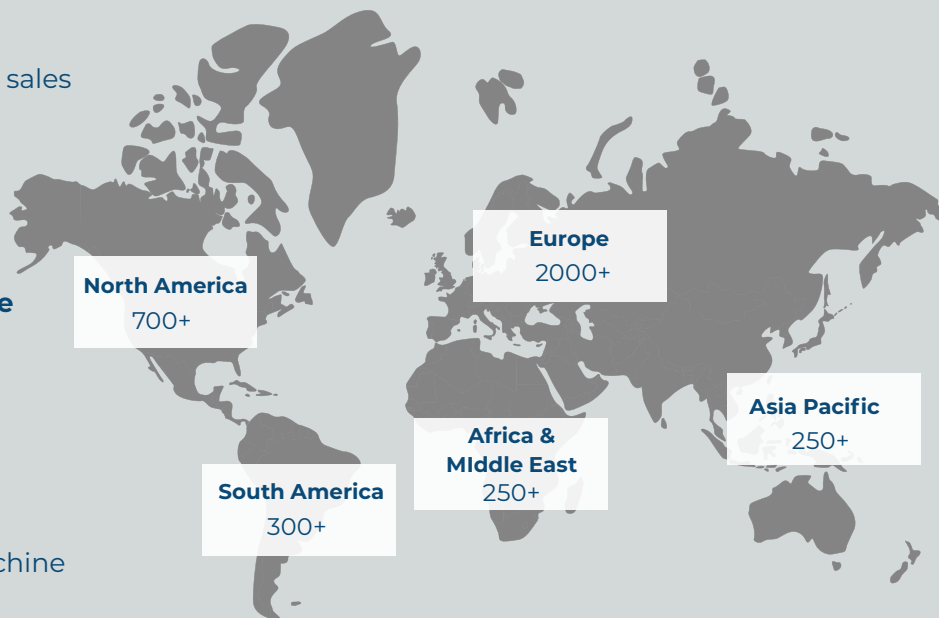 sales
Europe
2000+
North America
700+
e
Asia Pacific
250+
Africa &
MIddle East
250+
South America
300+
chine